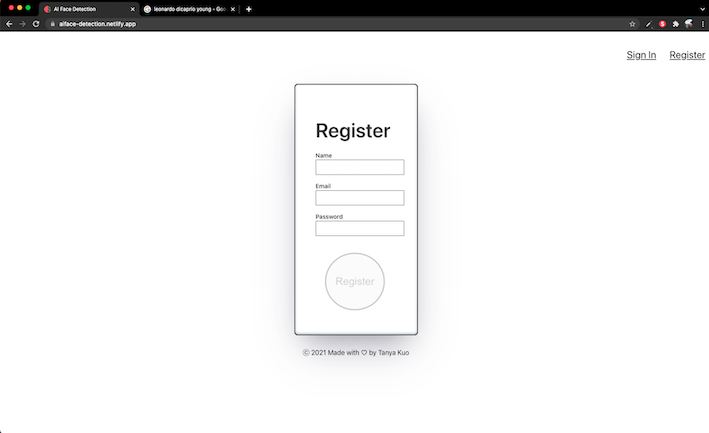 AI Face Detection
leonardo dicaprio young - Goo
aiface-detection.netlify.app
Sign In Register
Register
Name
Email
Password
Register
© 2021 Made with ♡ by Tanya Kuo